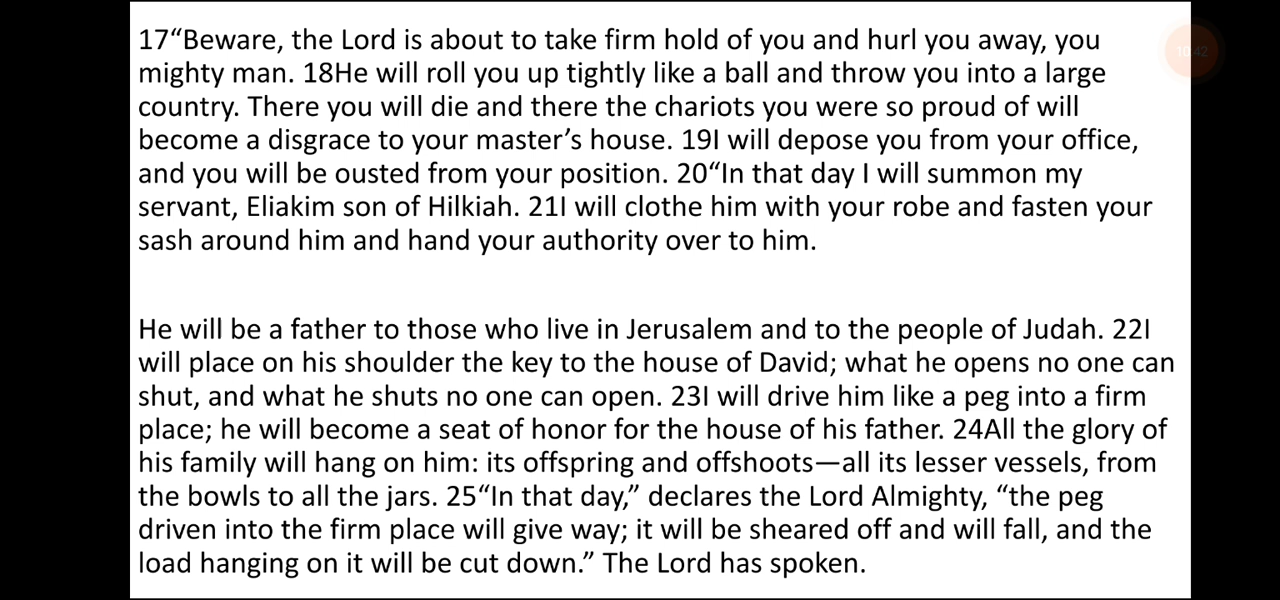 17“Beware, the Lord is about to take firm hold of you and hurl you away, you
mighty man. 18He will roll you up tightly like a ball and throw you into a large
country. There you will die and there the chariots you were so proud of will
become a disgrace to your master’s house. 19I will depose you from your office,
and you will be ousted from your position. 20“In that day I will summon my
servant, Eliakim son of Hilkiah. 21I will clothe him with your robe and fasten your
sash around him and hand your authority over to him.
He will be a father to those who live in Jerusalem and to the people of Judah. 22I
will place on his shoulder the key to the house of David; what he opens no one can
shut, and what he shuts no one can open. 23I will drive him like a peg into a firm
place; he will become a seat of honor for the house of his father. 24All the glory of
his family will hang on him: its offspring and offshoots—all its lesser vessels, from
the bowls to all the jars. 25“In that day,” declares the Lord Almighty, “the peg
driven into the firm place will give way; it will be sheared off and will fall, and the
load hanging on it will be cut down.” The Lord has spoken.